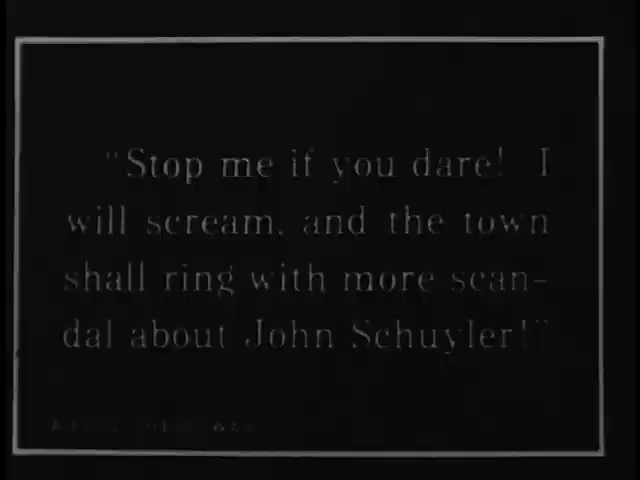 "Stop me if you dare! I
will scream, and the town
shall ring with more scan-
dal about John Schuyler!"